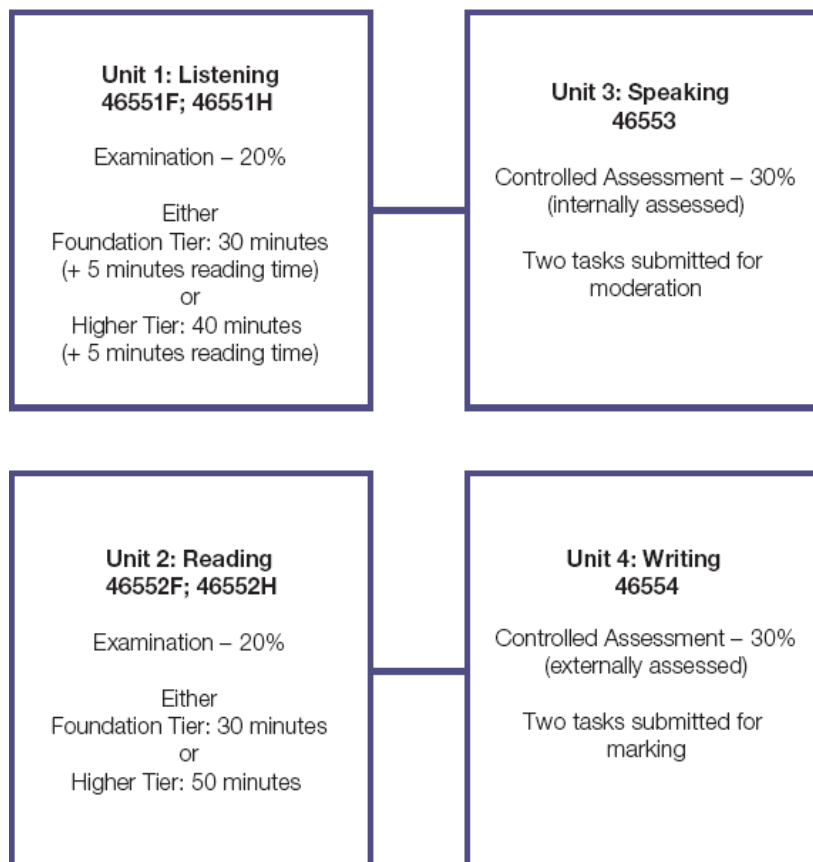 Unit 1: Listening
46551F; 46551H
Examination – 20%
Either
Foundation Tier: 30 minutes
(+ 5 minutes reading time)
or
Higher Tier: 40 minutes
(+ 5 minutes reading time)
Unit 3: Speaking
46553
Controlled Assessment – 30%
(internally assessed)
Two tasks submitted for
moderation
Unit 2: Reading
46552F; 46552H
Examination – 20%
Either
Foundation Tier: 30 minutes
or
Higher Tier: 50 minutes
Unit 4: Writing
46554
Controlled Assessment – 30%
(externally assessed)
Two tasks submitted for
marking